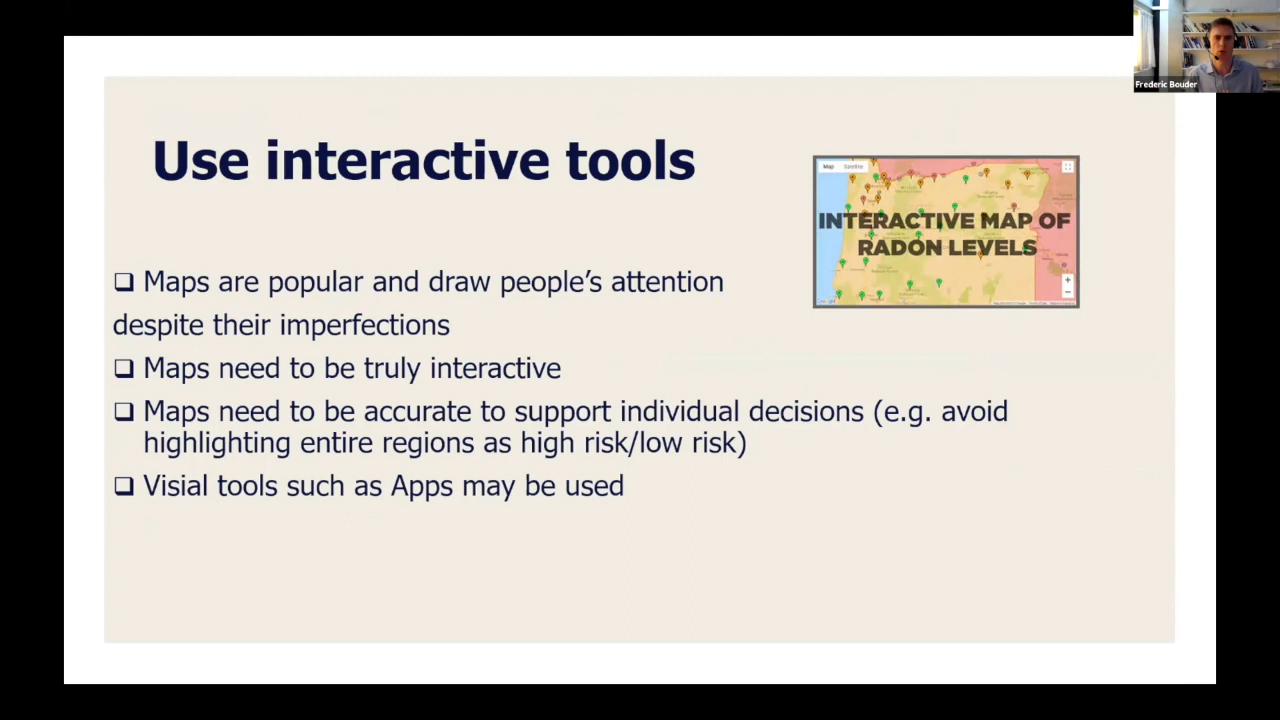 Frederic Bouder
Use interactive tools
Map Satellite
INTERACTIVE MAP OF
RADON LEVELS
❑ Maps are popular and draw people’s attention
despite their imperfections
❑ Maps need to be truly interactive
❑ Maps need to be accurate to support individual decisions (e.g. avoid
highlighting entire regions as high risk/low risk)
❑ Visial tools such as Apps may be used